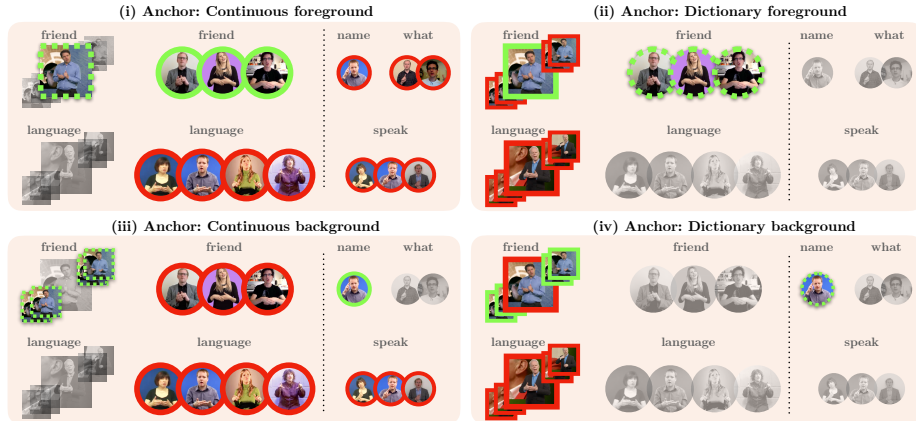 (i) Anchor: Continuous foreground
friend friend name what
language language speak
(ii) Anchor: Dictionary foreground
friend friend name what
language language speak
(iii) Anchor: Continuous background
friend friend name what
language language speak
(iv) Anchor: Dictionary background
friend friend name what
language language speak